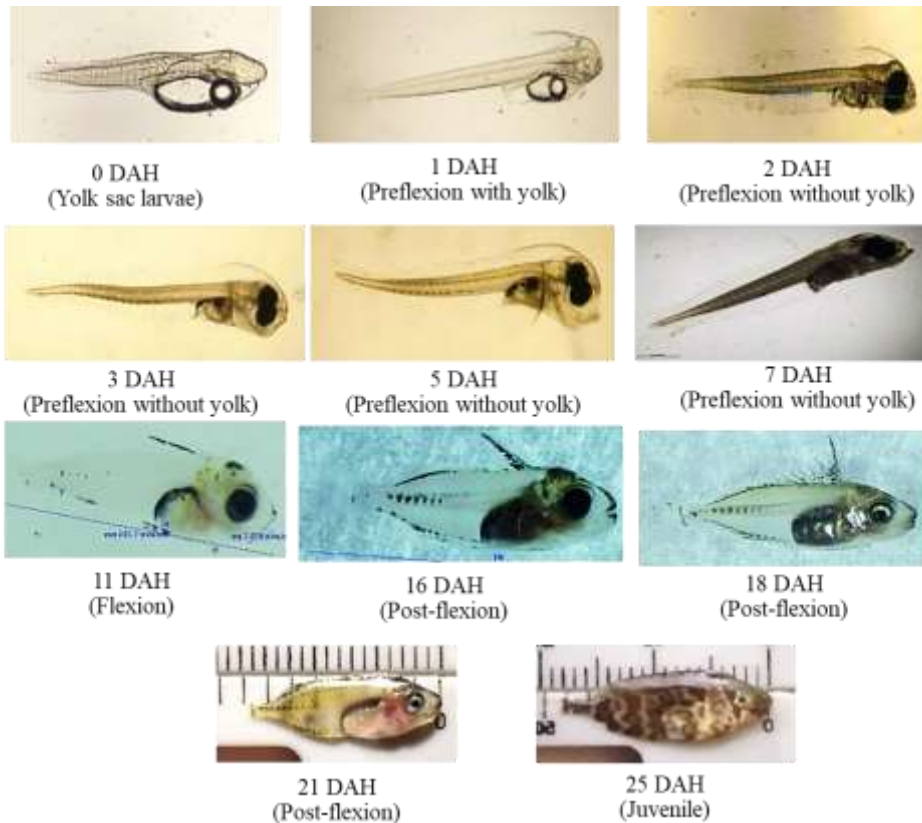 0 DAH
(Yolk sac larvae)
1 DAH
(Preflexion with yolk)
2 DAH
(Preflexion without yolk)
3 DAH
(Preflexion without yolk)
5 DAH
(Preflexion without yolk)
7 DAH
(Preflexion without yolk)
11 DAH
(Flexion)
16 DAH
(Post-flexion)
18 DAH
(Post-flexion)
0
21 DAH
(Post-flexion)
0
25 DAH
(Juvenile)